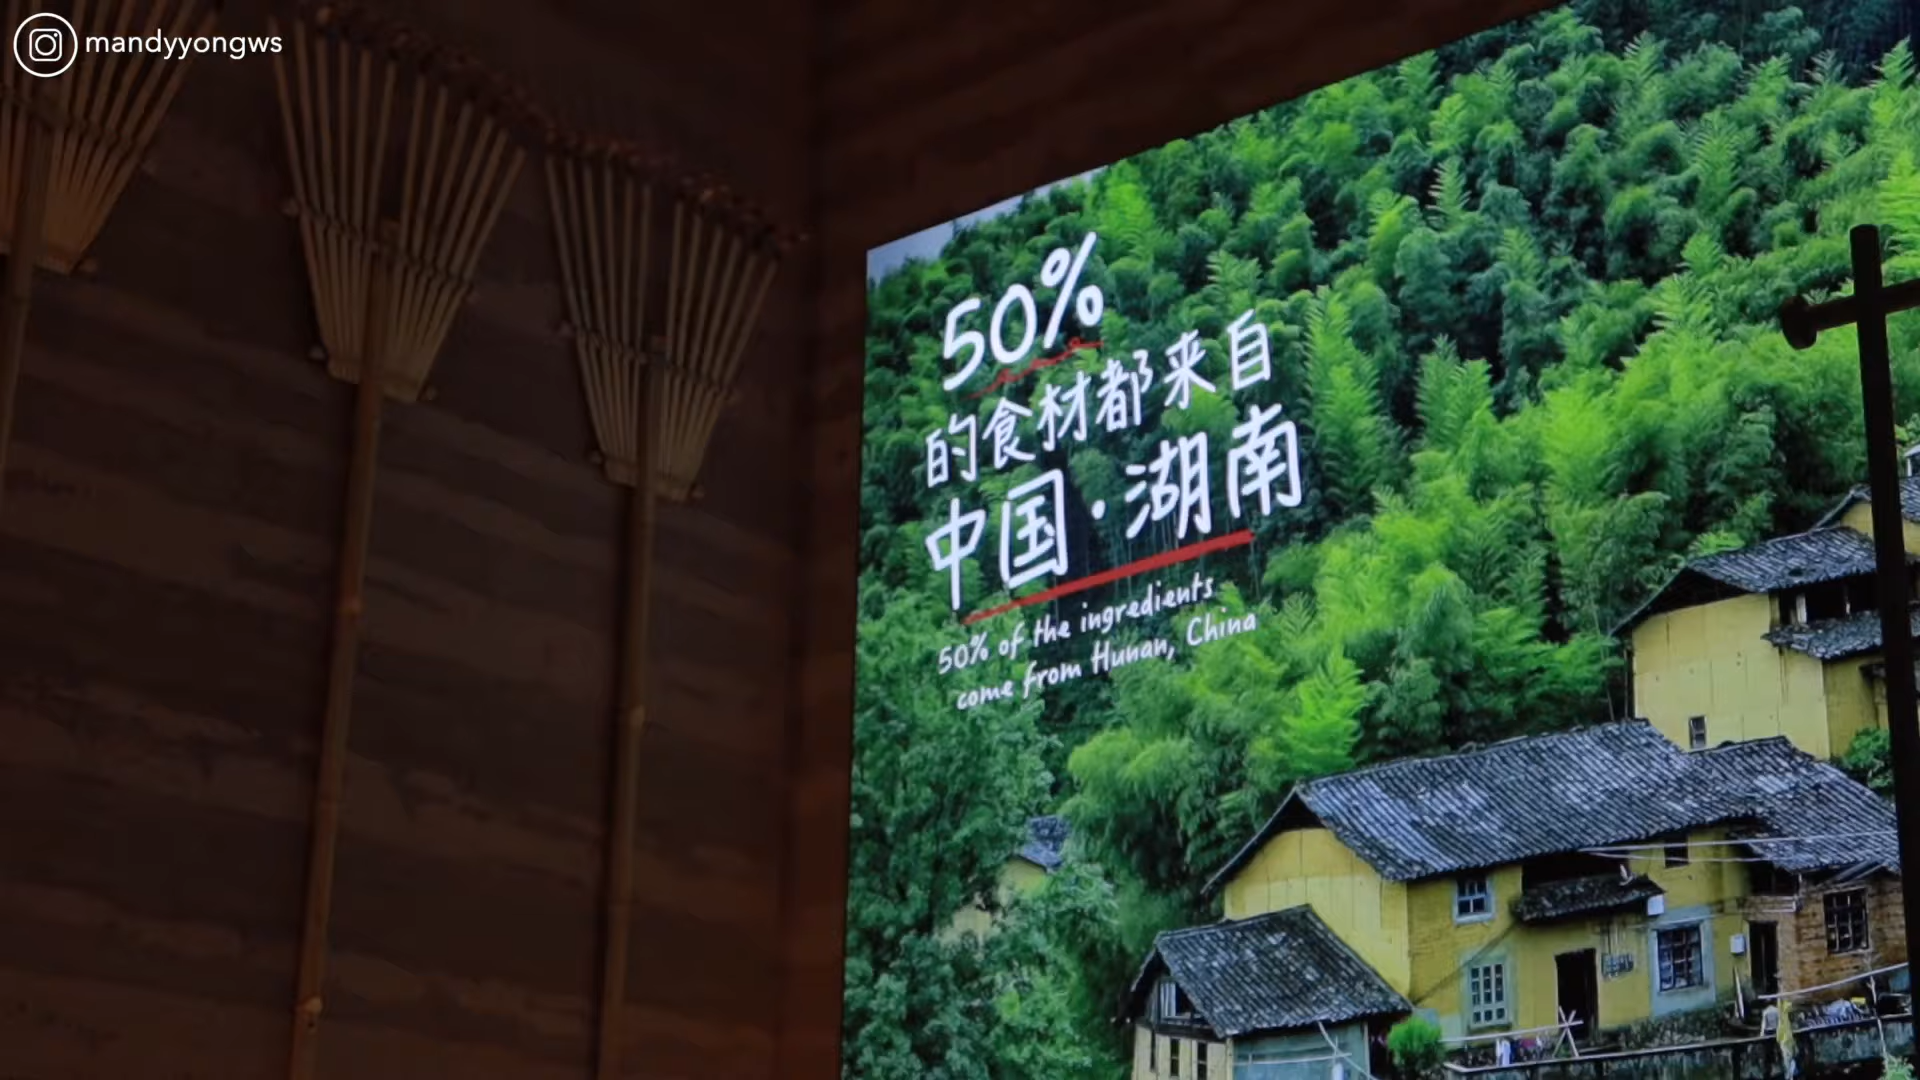 mandyyongws
50%
的食材都来自
中国·湖南
50% of the ingredients
come from Hunan, China